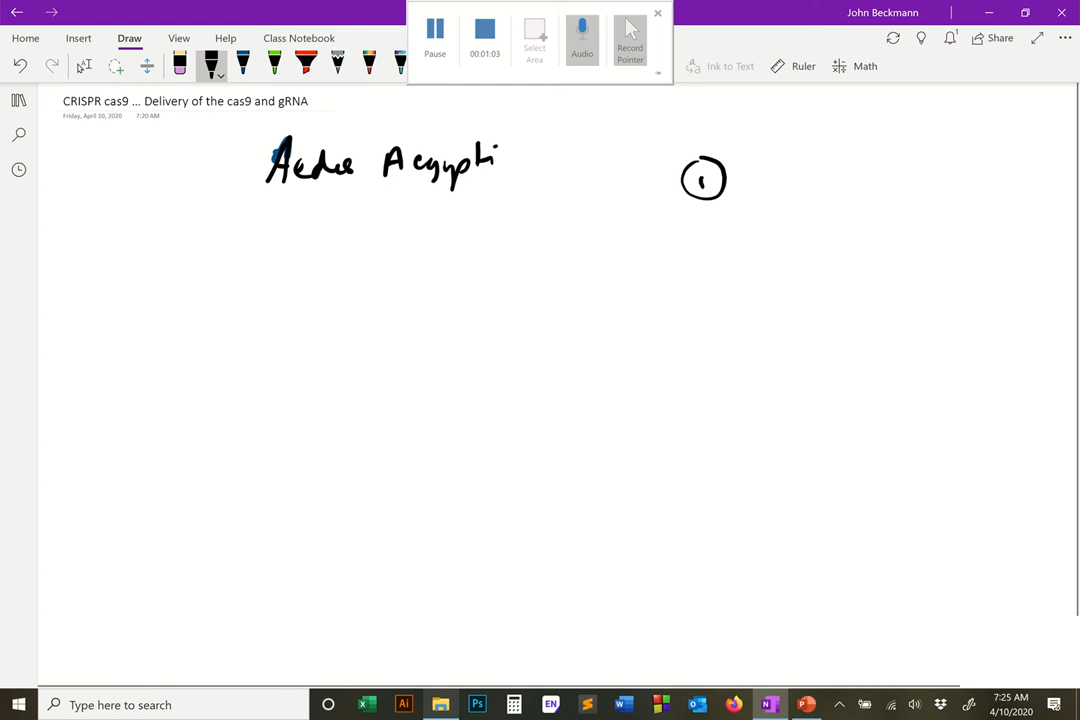 John Beckmann
Home Insert Draw View Help Class Notebook
Pause 00:01:03 Select Area Audio Record Pointer
Share
Ink to Text Ruler Math
CRISPR cas9 ... Delivery of the cas9 and gRNA
Friday, April 10, 2020 7:20 AM
Aedes Aegypti 1
Type here to search
EN
7:25 AM
4/10/2020